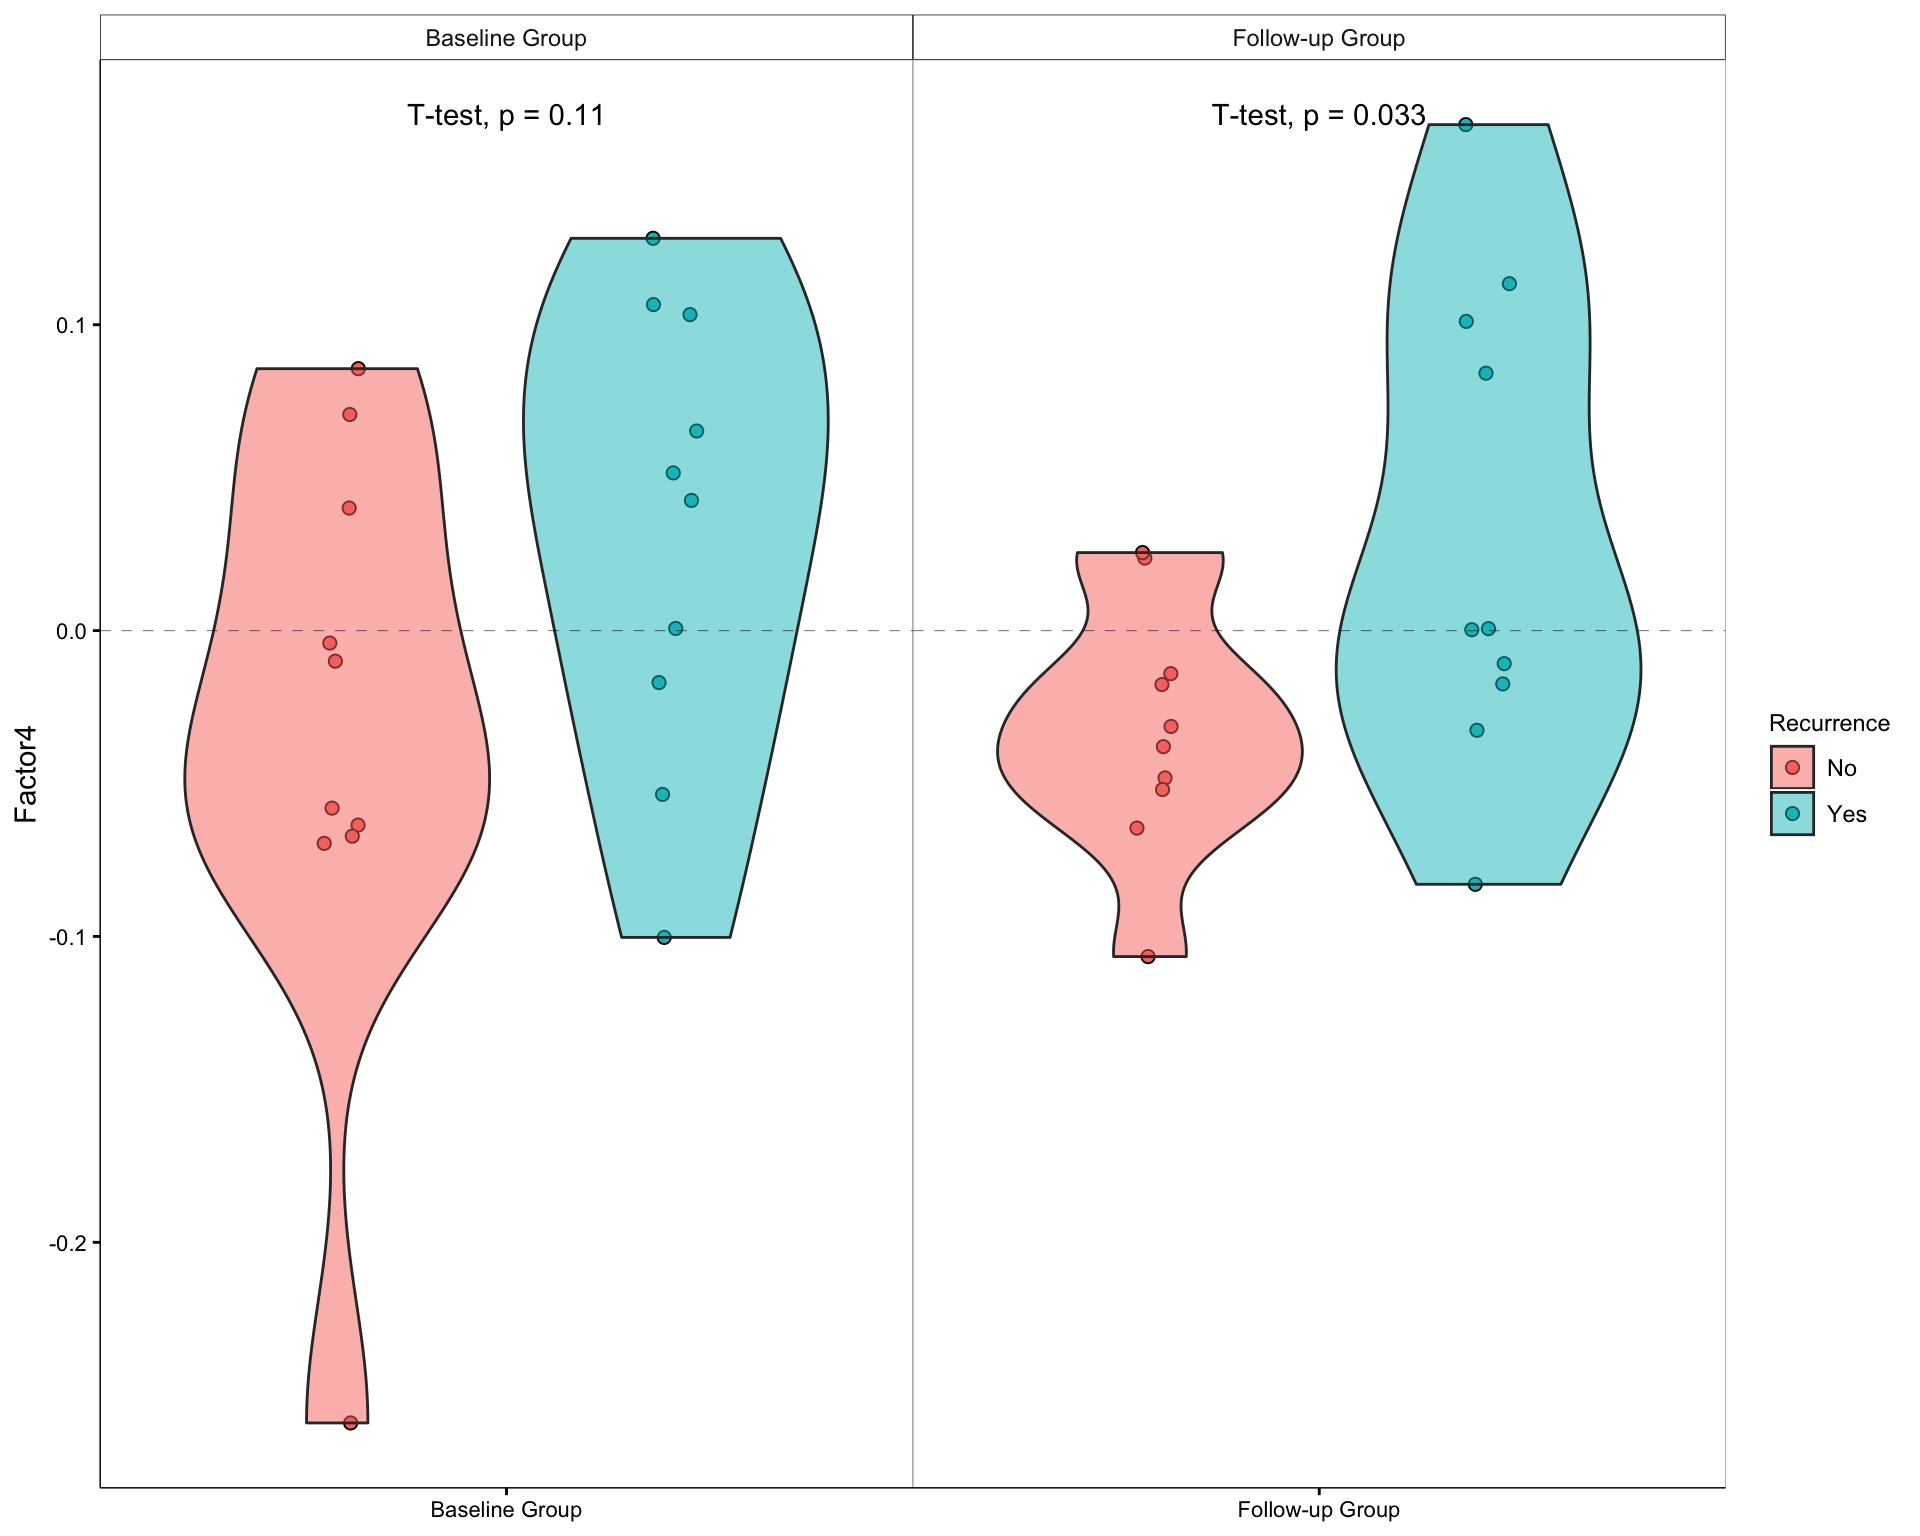 Baseline Group
Follow-up Group
T-test, p = 0.11
T-test, p = 0.033
Factor4
0.1
0.0
-0.1
-0.2
Baseline Group
Follow-up Group
Recurrence
No
Yes